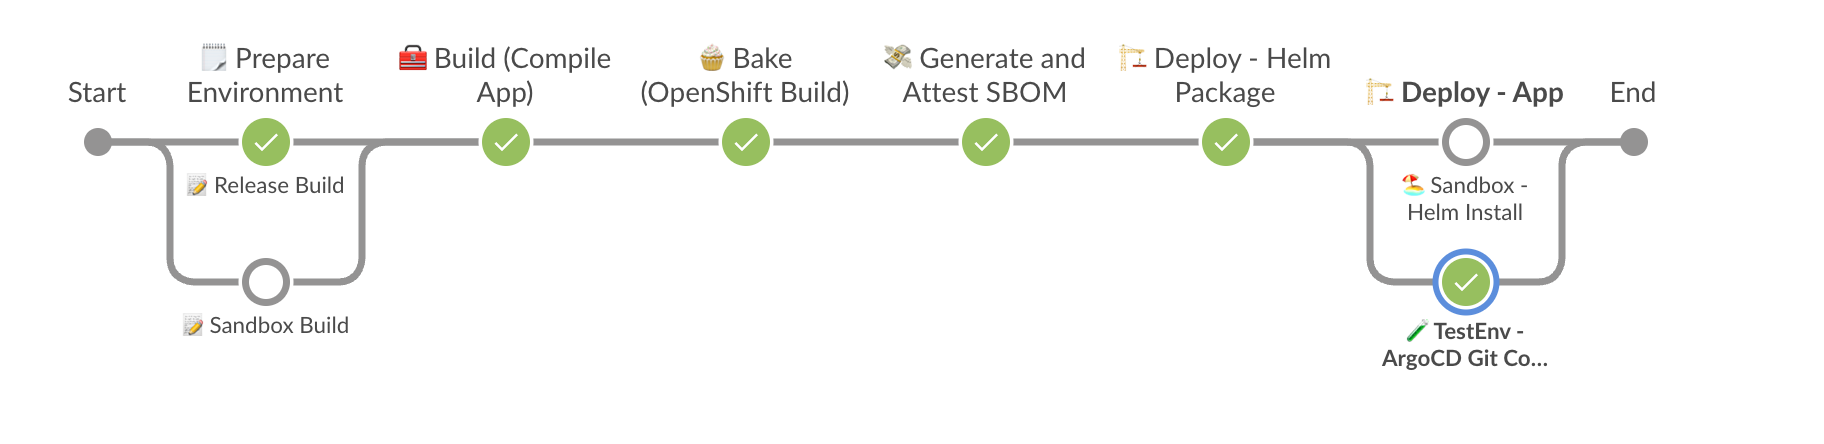 Start
Prepare
Environment
Build (Compile
App)
Bake
(OpenShift Build)
Generate and
Attest SBOM
Deploy - Helm
Package
Deploy - App
End
Release Build
Sandbox -
Helm Install
Sandbox Build
TestEnv -
ArgoCD Git Co...